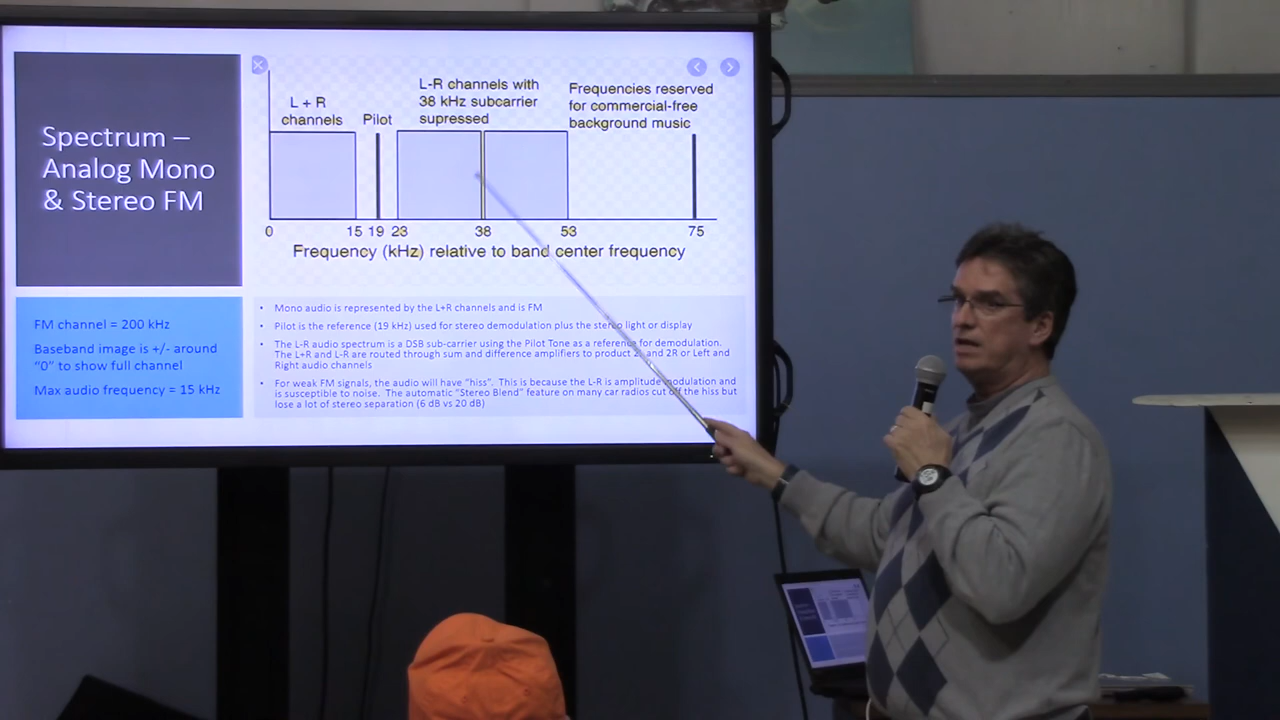 Spectrum –
Analog Mono
& Stereo FM
L + R
channels
Pilot
L-R channels with
38 kHz subcarrier
supressed
Frequencies reserved
for commercial-free
background music
0 15 19 23 38 53 75
Frequency (kHz) relative to band center frequency
FM channel = 200 kHz
Baseband image is +/- around
"0" to show full channel
Max audio frequency = 15 kHz
• Mono audio is represented by the L+R channels and is FM
• Pilot is the reference (19 kHz) used for stereo demodulation plus the stereo light or display
• The L-R audio spectrum is a DSB sub-carrier using the Pilot Tone as a reference for demodulation.
The L+R and L-R are routed through sum and difference amplifiers to product and 2R or Left and
Right audio channels
• For weak FM signals, the audio will have "hiss". This is because the L-R is amplitude modulation and
is susceptible to noise. The automatic "Stereo Blend" feature on many car radios cut off the hiss but
lose a lot of stereo separation (6 dB vs 20 dB)